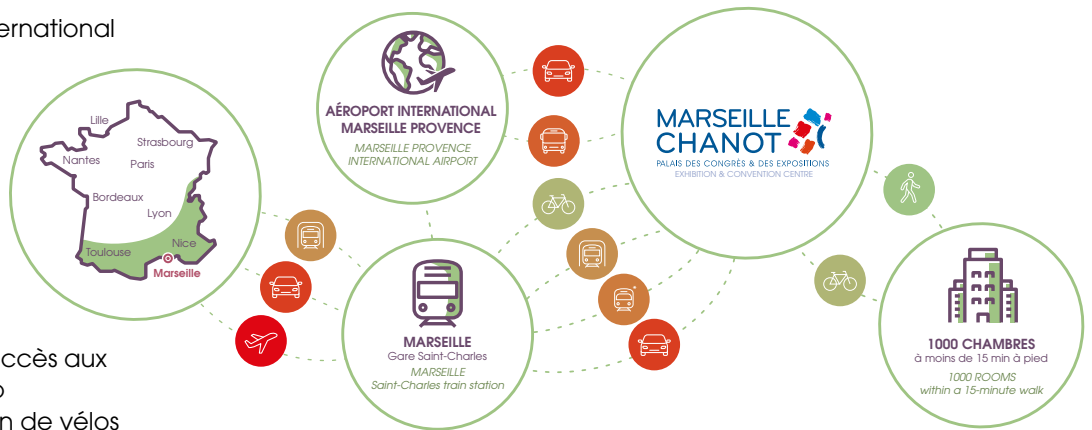 ernational
Lille
Strasbourg
Nantes
Paris
Bordeaux
Lyon
Toulouse
Nice
Marseille
AÉROPORT INTERNATIONAL
MARSEILLE PROVENCE
MARSEILLE PROVENCE
INTERNATIONAL AIRPORT
MARSEILLE
CHANOT
PALAIS DES CONGRÈS & DES EXPOSITIONS
EXHIBITION & CONVENTION CENTRE
MARSEILLE
Gare Saint-Charles
MARSEILLE
Saint-Charles train station
1000 CHAMBRES
à moins de 15 min à pied
1000 ROOMS
within a 15-minute walk
ccès aux
n de vélos